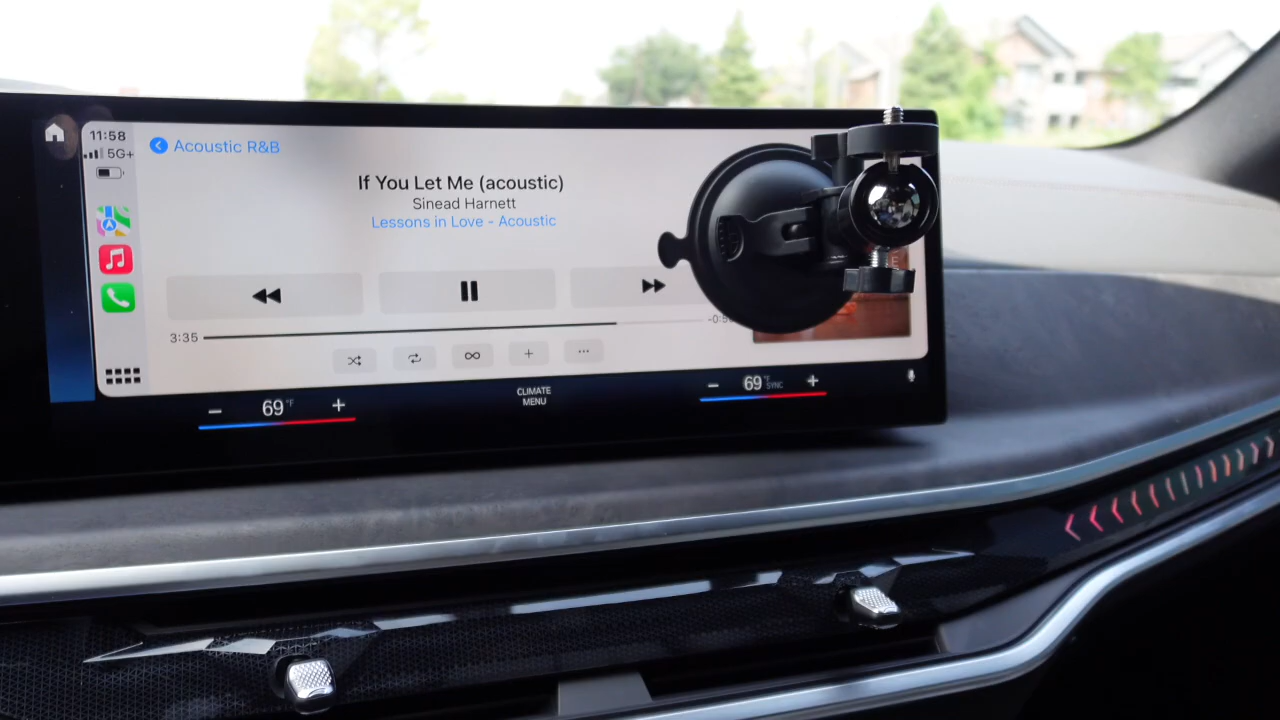 11:58
5G+
Acoustic R&B
If You Let Me (acoustic)
Sinead Harnett
Lessons in Love - Acoustic
3:35
69 °F
CLIMATE
MENU
69 °F
SYNC